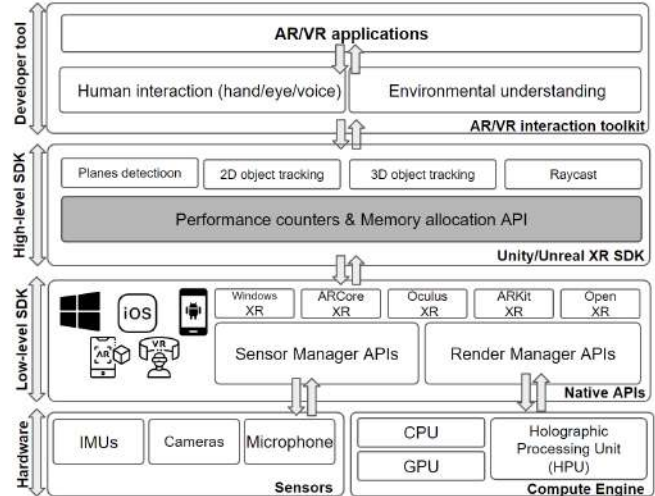 Developer tool
AR/VR applications
Human interaction (hand/eye/voice)
Environmental understanding
AR/VR interaction toolkit
High-level SDK
Planes detectioon
2D object tracking
3D object tracking
Raycast
Performance counters & Memory allocation API
Unity/Unreal XR SDK
Low-level SDK
iOS
AR
VR
Windows
XR
ARCore
XR
Oculus
XR
ARKit
XR
Open
XR
Sensor Manager APIs
Render Manager APIs
Native APIs
Hardware
IMUs
Cameras
Microphone
Sensors
CPU
GPU
Holographic
Processing Unit
(HPU)
Compute Engine